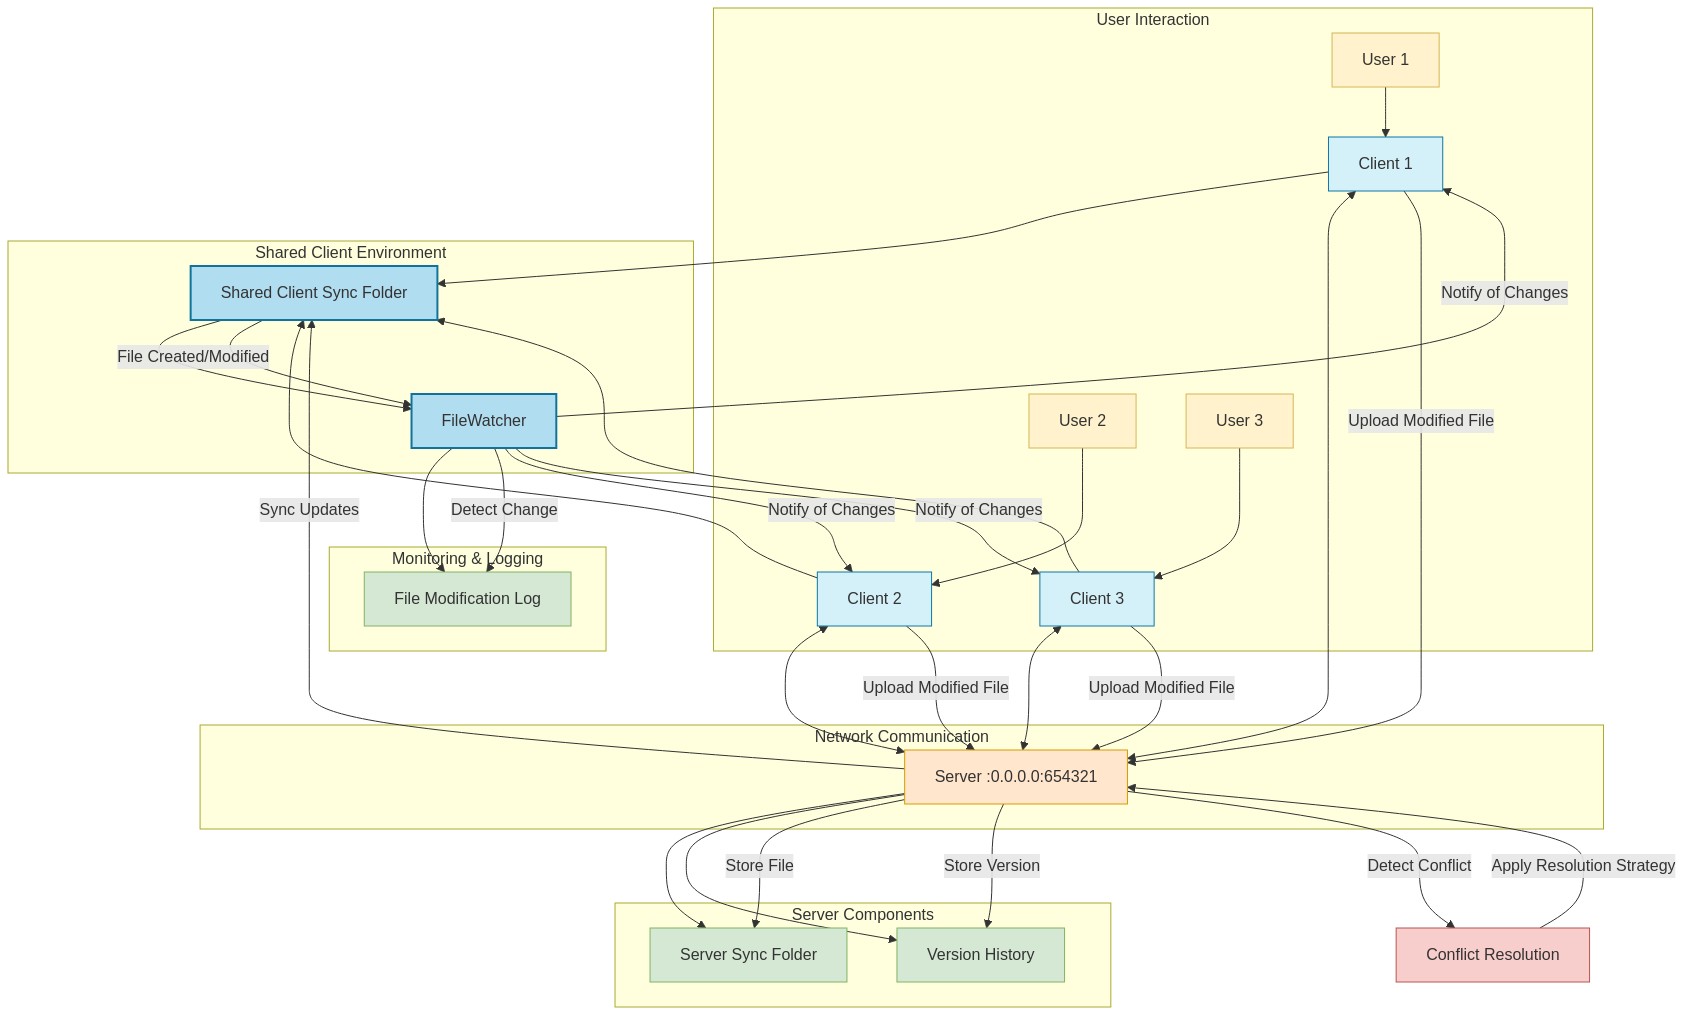 User Interaction
User 1
Client 1
Shared Client Environment
Shared Client Sync Folder
Notify of Changes
File Created/Modified
FileWatcher
User 2
User 3
Upload Modified File
Sync Updates
Detect Change
Notify of Changes
Notify of Changes
Monitoring & Logging
File Modification Log
Client 2
Client 3
Upload Modified File
Upload Modified File
Network Communication
Server :0.0.0.0:654321
Store File
Store Version
Detect Conflict
Apply Resolution Strategy
Server Components
Server Sync Folder
Version History
Conflict Resolution